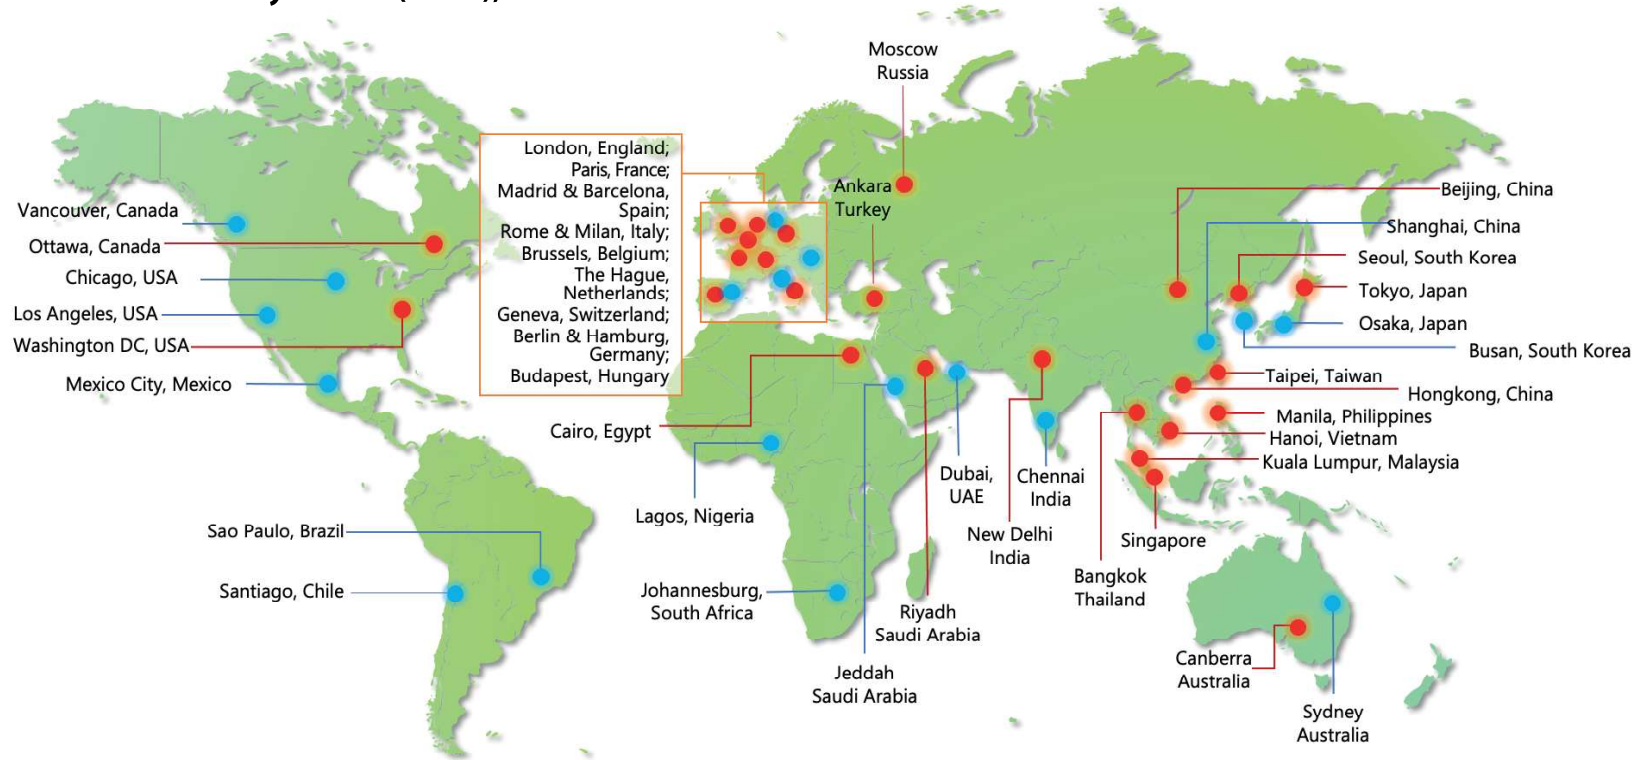 Moscow
Russia
London, England;
Paris, France;
Madrid & Barcelona,
Spain;
Rome & Milan, Italy;
Brussels, Belgium;
The Hague,
Netherlands;
Geneva, Switzerland;
Berlin & Hamburg,
Germany;
Budapest, Hungary
Ankara
Turkey
Vancouver, Canada
Ottawa, Canada
Chicago, USA
Los Angeles, USA
Washington DC, USA
Mexico City, Mexico
Sao Paulo, Brazil
Santiago, Chile
Cairo, Egypt
Lagos, Nigeria
Johannesburg,
South Africa
Jeddah
Saudi Arabia
Riyadh
Saudi Arabia
Dubai,
UAE
Chennai
India
New Delhi
India
Bangkok
Thailand
Singapore
Beijing, China
Shanghai, China
Seoul, South Korea
Tokyo, Japan
Osaka, Japan
Busan, South Korea
Taipei, Taiwan
Hongkong, China
Manila, Philippines
Hanoi, Vietnam
Kuala Lumpur, Malaysia
Canberra
Australia
Sydney
Australia